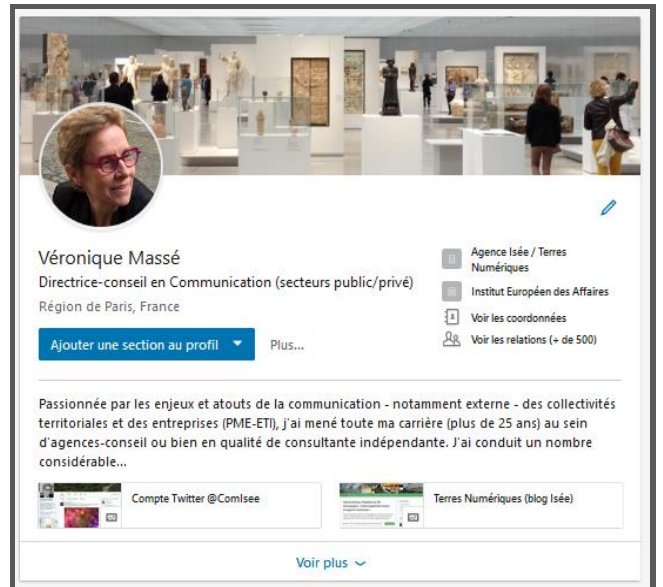 Véronique Massé
Directrice-conseil en Communication (secteurs public/privé)
Région de Paris, France
Ajouter une section au profil
Plus...
Agence Isée / Terres
Numériques
Institut Européen des Affaires
Voir les coordonnées
Voir les relations (+ de 500)
Passionnée par les enjeux et atouts de la communication - notamment externe - des collectivités
territoriales et des entreprises (PME-ETI), j'ai mené toute ma carrière (plus de 25 ans) au sein
d'agences-conseil ou bien en qualité de consultante indépendante. J'ai conduit un nombre
considérable...
Compte Twitter @ComIsee
Terres Numériques (blog Isée)
Voir plus